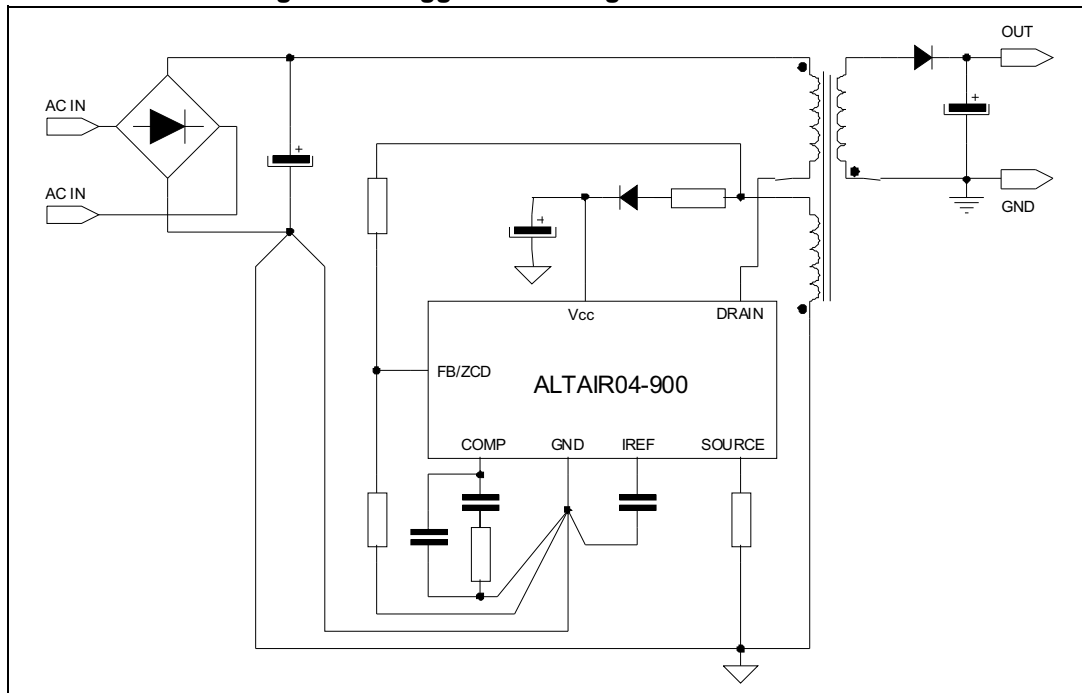 OUT
AC IN
AC IN
GND
Vcc
DRAIN
FB/ZCD
ALTAIR04-900
COMP
GND
IREF
SOURCE